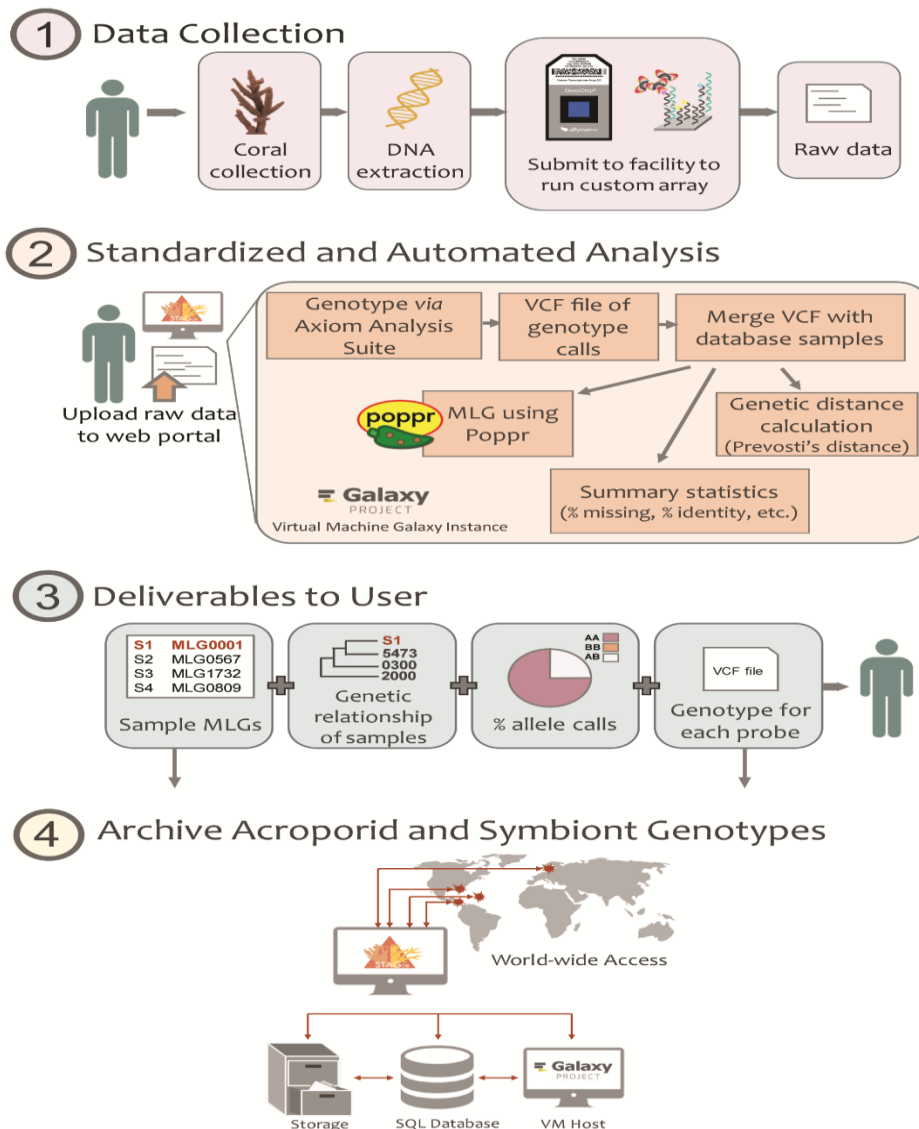 1 Data Collection
Coral
collection
DNA
extraction
GeneChip®
affymetrix
Submit to facility to
run custom array
Raw data
2 Standardized and Automated Analysis
STAG
Upload raw data
to web portal
Genotype via
Axiom Analysis
Suite
VCF file of
genotype
calls
Merge VCF with
database samples
poppr
MLG using
Poppr
Genetic distance
calculation
(Prevosti's distance)
Summary statistics
(% missing, % identity, etc.)
Galaxy
PROJECT
Virtual Machine Galaxy Instance
3 Deliverables to User
S1 MLG0001
S2 MLG0567
S3 MLG1732
S4 MLG0809
Sample MLGs
S1
5473
0300
2000
Genetic
relationship
of samples
AA
BB
AB
% allele calls
VCF file
Genotype for
each probe
4 Archive Acroporid and Symbiont Genotypes
STAG
World-wide Access
Storage
SQL Database
Galaxy
PROJECT
VM Host